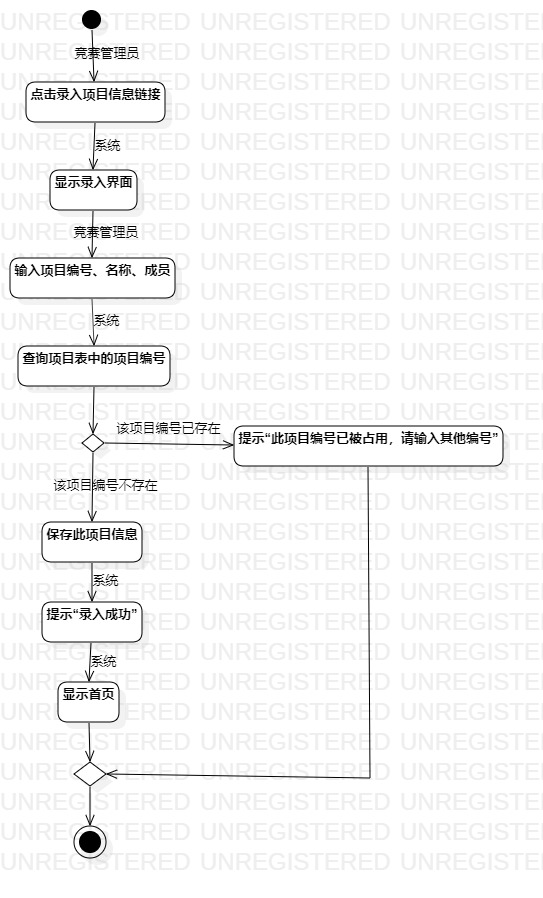 竞赛管理员
点击录入项目信息链接
系统
显示录入界面
竞赛管理员
输入项目编号、名称、成员
系统
查询项目表中的项目编号
该项目编号已存在
提示“此项目编号已被占用，请输入其他编号”
该项目编号不存在
保存此项目信息
系统
提示“录入成功”
系统
显示首页
UNREGISTERED UNREGISTERED UNREGISTERED